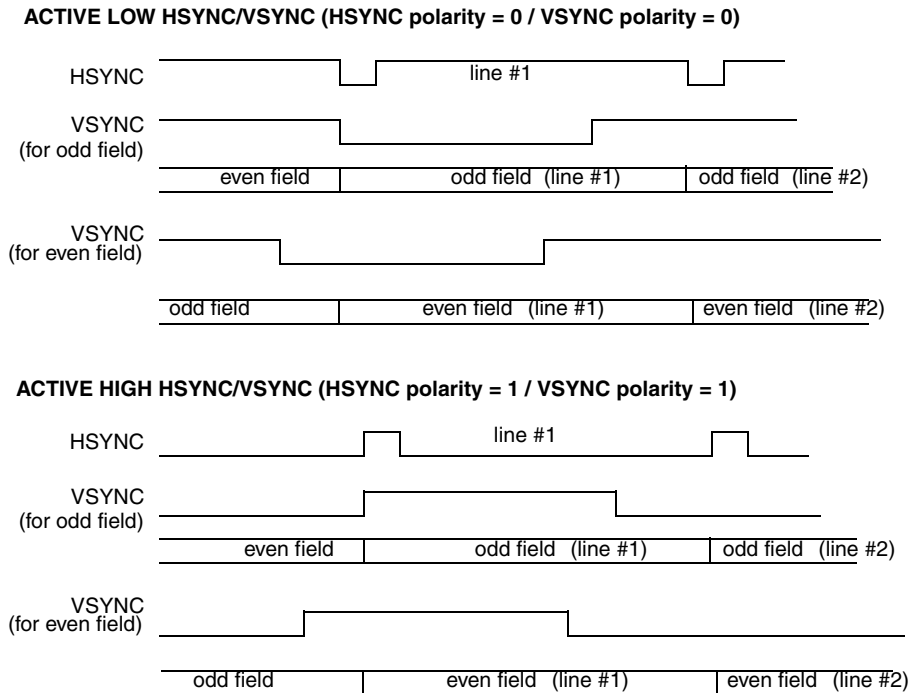 ACTIVE LOW HSYNC/VSYNC (HSYNC polarity = 0 / VSYNC polarity = 0)
HSYNC
line #1
VSYNC
(for odd field)
even field
odd field (line #1)
odd field (line #2)
VSYNC
(for even field)
odd field
even field (line #1)
even field (line #2)
ACTIVE HIGH HSYNC/VSYNC (HSYNC polarity = 1 / VSYNC polarity = 1)
HSYNC
line #1
VSYNC
(for odd field)
even field
odd field (line #1)
odd field (line #2)
VSYNC
(for even field)
odd field
even field (line #1)
even field (line #2)